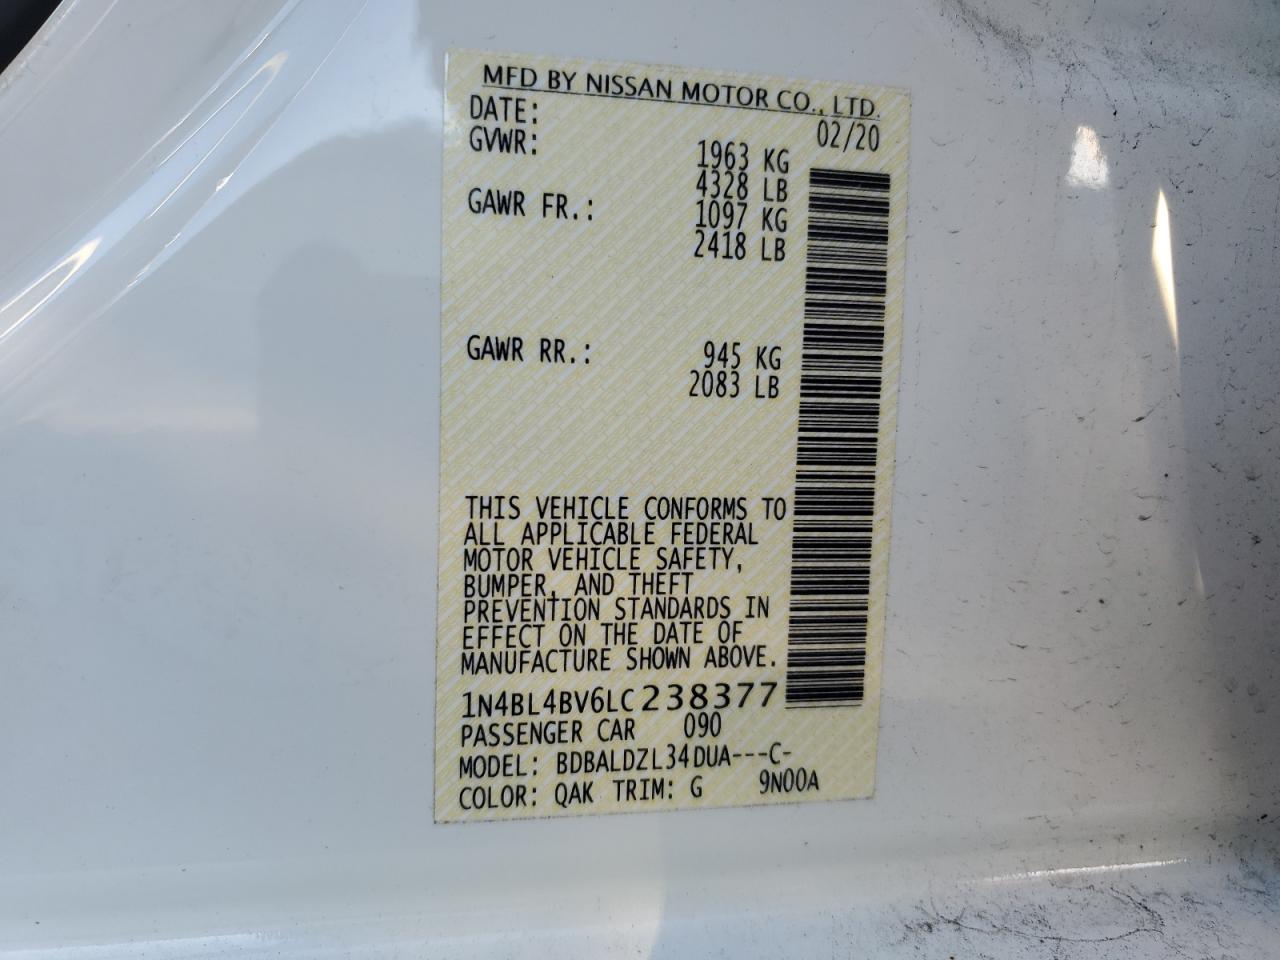 MFD BY NISSAN MOTOR CO., LTD.
DATE: 02/20
GVWR: 1963 KG
4328 LB
GAWR FR.: 1097 KG
2418 LB
GAWR RR.: 945 KG
2083 LB
THIS VEHICLE CONFORMS TO
ALL APPLICABLE FEDERAL
MOTOR VEHICLE SAFETY,
BUMPER, AND THEFT
PREVENTION STANDARDS IN
EFFECT ON THE DATE OF
MANUFACTURE SHOWN ABOVE.
1N4BL4BV6LC238377
PASSENGER CAR 090
MODEL: BDBALDZL34DUA---C-
COLOR: QAK TRIM: G 9N00A